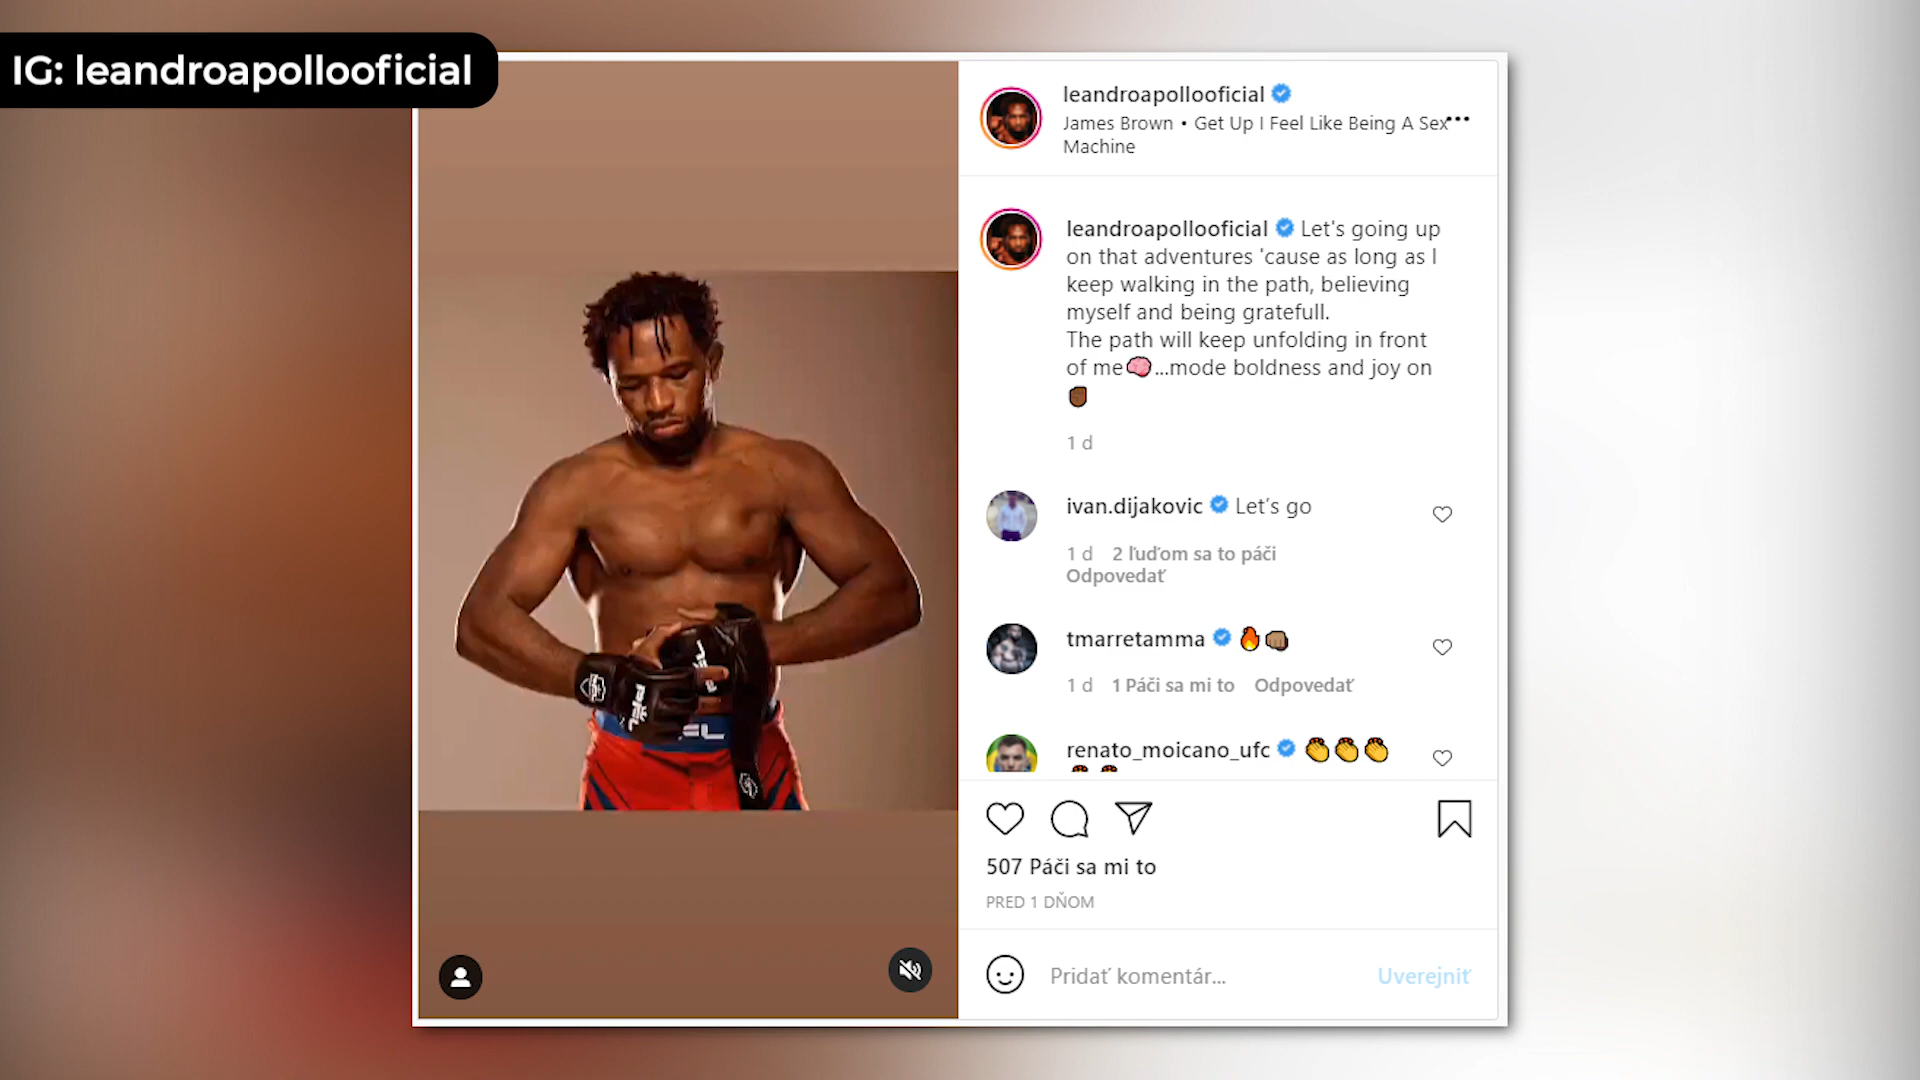 IG: leandroapollooficial
leandroapollooficial
James Brown • Get Up I Feel Like Being A Sex
Machine
leandroapollooficial Let's going up
on that adventures 'cause as long as I
keep walking in the path, believing
myself and being gratefull.
The path will keep unfolding in front
of me🧠...mode boldness and joy on
✊🏾
1 d
ivan.dijakovic Let's go
1 d 2 ľuďom sa to páči
Odpovedať
tmarretamma 🔥👊🏽
1 d 1 Páči sa mi to Odpovedať
renato_moicano_ufc 👏👏👏
507 Páči sa mi to
PRED 1 DŇOM
Pridať komentár... Uverejniť
PFL